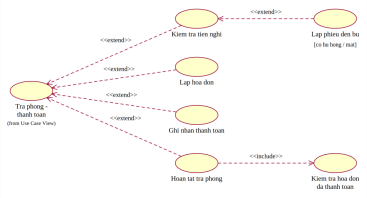 <<extend>>
Kiem tra tien nghi
Lap phieu den bu
[co hu hong / mat]
<<extend>>
<<extend>>
Lap hoa don
Tra phong -
thanh toan
(from Use Case View)
<<extend>>
Ghi nhan thanh toan
<<extend>>
<<include>>
Hoan tat tra phong
Kiem tra hoa don
da thanh toan